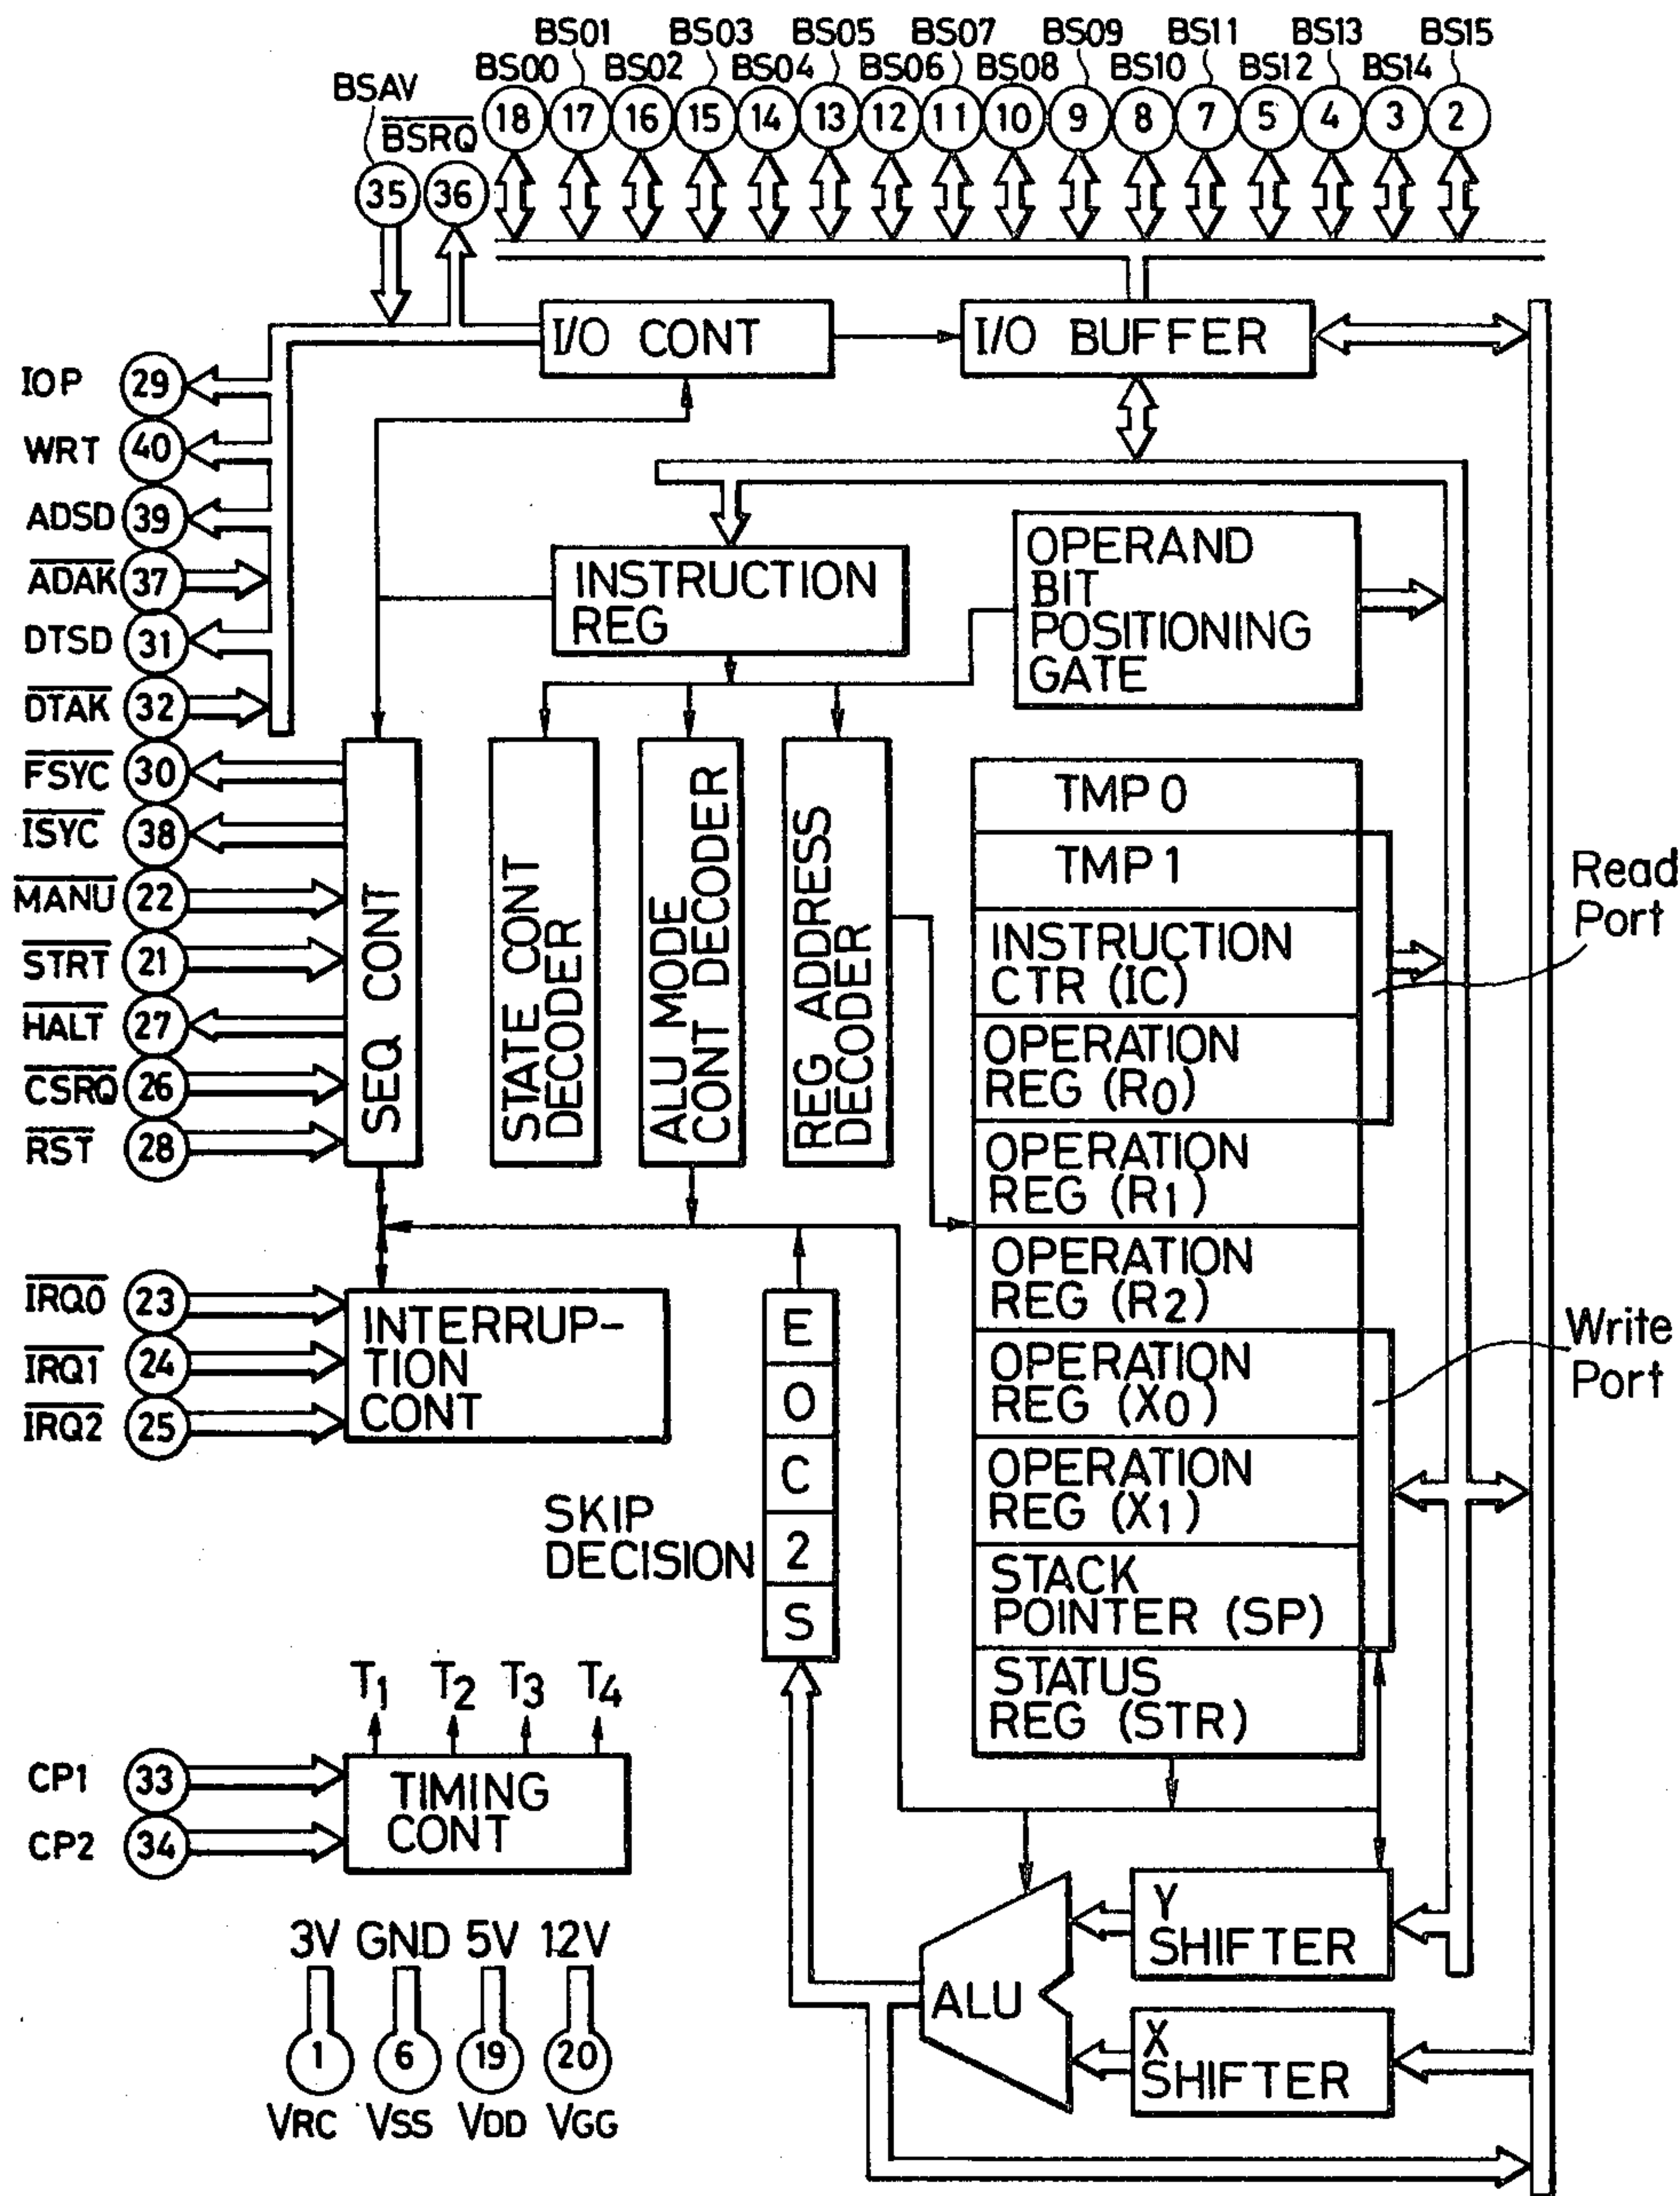 BS01 BS03 BS05 BS07 BS09 BS11 BS13 BS15
BS00 BS02 BS04 BS06 BS08 BS10 BS12 BS14
BSAV
BSRQ
18 17 16 15 14 13 12 11 10 9 8 7 5 4 3 2
35 36
I/O CONT
I/O BUFFER
IOP 29
WRT 40
ADSD 39
ADAK 37
DTSD 31
DTAK 32
FSYC 30
ISYC 38
MANU 22
STRT 21
HALT 27
CSRQ 26
RST 28
INSTRUCTION
REG
OPERAND
BIT
POSITIONING
GATE
SEQ CONT
STATE CONT
DECODER
ALU MODE
CONT DECODER
REG ADDRESS
DECODER
TMP 0
TMP 1
INSTRUCTION
CTR (IC)
OPERATION
REG (R0)
OPERATION
REG (R1)
OPERATION
REG (R2)
OPERATION
REG (X0)
OPERATION
REG (X1)
STACK
POINTER (SP)
STATUS
REG (STR)
Read
Port
Write
Port
IRQ0 23
IRQ1 24
IRQ2 25
INTERRUP-
TION
CONT
E
O
C
2
S
SKIP
DECISION
T1 T2 T3 T4
CP1 33
CP2 34
TIMING
CONT
3V GND 5V 12V
1 6 19 20
VRC VSS VDD VGG
ALU
Y
SHIFTER
X
SHIFTER